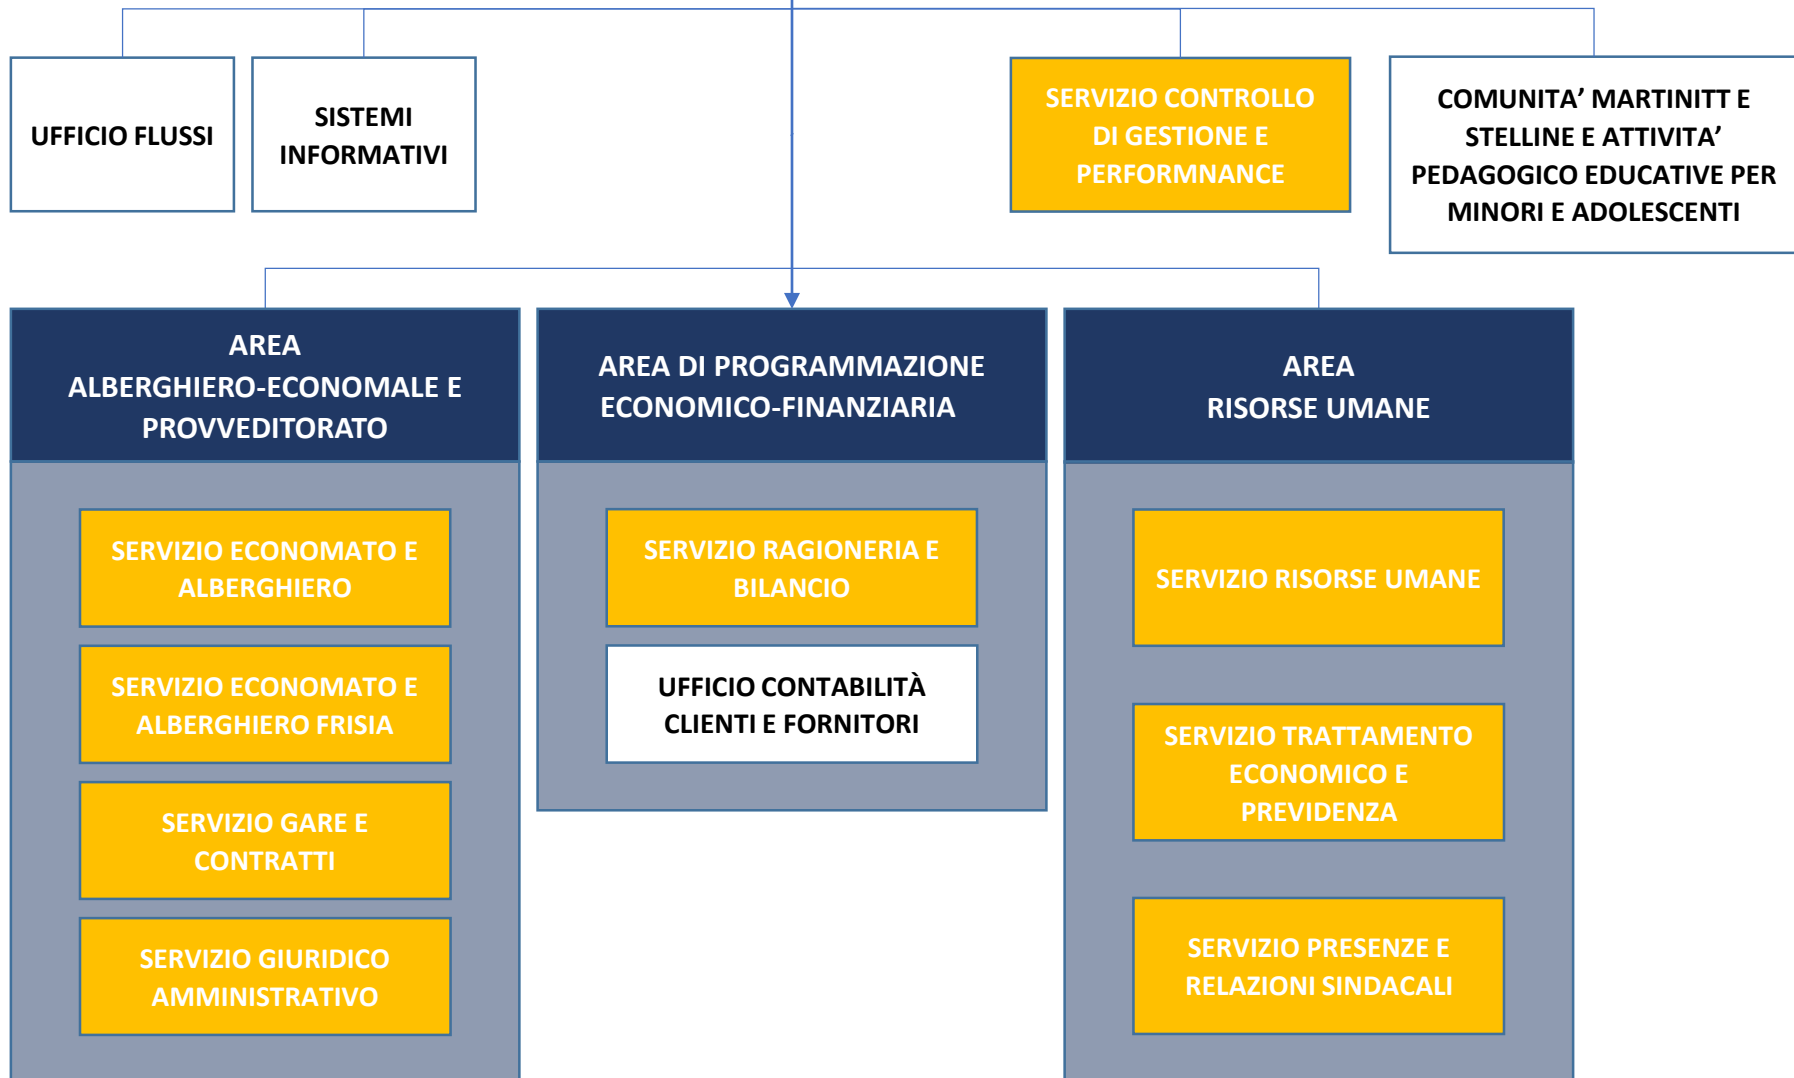 UFFICIO FLUSSI
SISTEMI
INFORMATIVI
SERVIZIO CONTROLLO
DI GESTIONE E
PERFORMNANCE
COMUNITA’ MARTINITT E
STELLINE E ATTIVITA’
PEDAGOGICO EDUCATIVE PER
MINORI E ADOLESCENTI
AREA
ALBERGHIERO-ECONOMALE E
PROVVEDITORATO
SERVIZIO ECONOMATO E
ALBERGHIERO
SERVIZIO ECONOMATO E
ALBERGHIERO FRISIA
SERVIZIO GARE E
CONTRATTI
SERVIZIO GIURIDICO
AMMINISTRATIVO
AREA DI PROGRAMMAZIONE
ECONOMICO-FINANZIARIA
SERVIZIO RAGIONERIA E
BILANCIO
UFFICIO CONTABILITÀ
CLIENTI E FORNITORI
AREA
RISORSE UMANE
SERVIZIO RISORSE UMANE
SERVIZIO TRATTAMENTO
ECONOMICO E
PREVIDENZA
SERVIZIO PRESENZE E
RELAZIONI SINDACALI